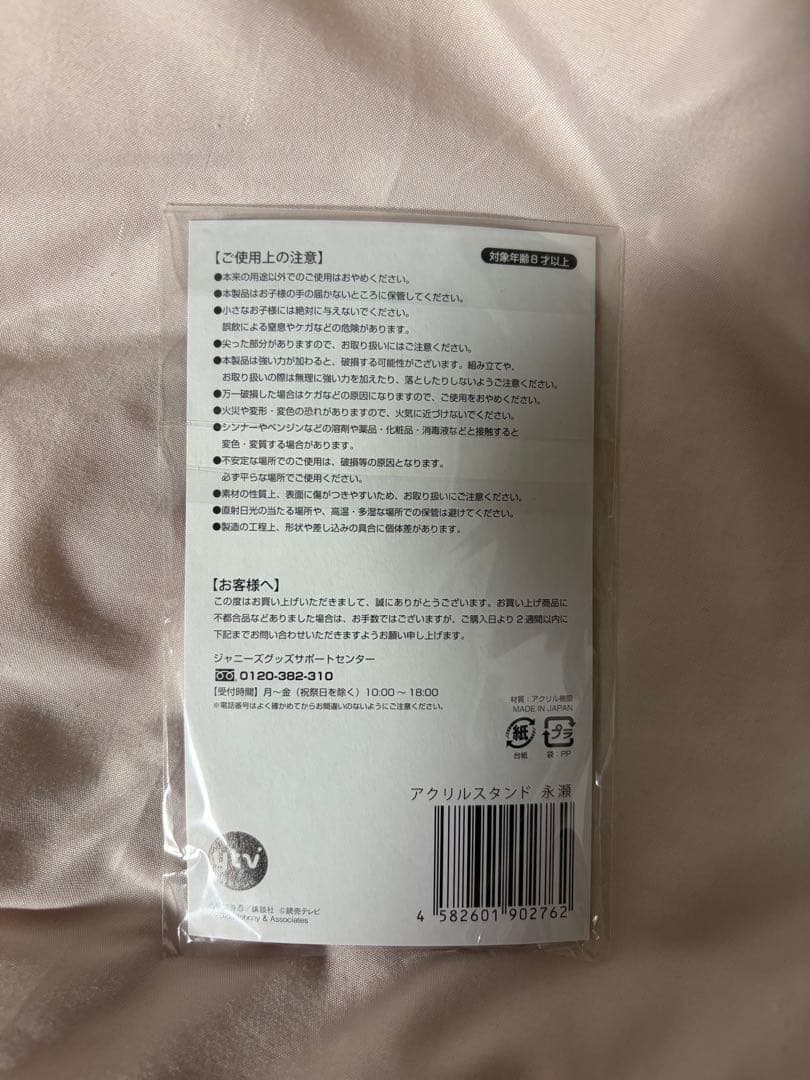 【ご使用上の注意】
対象年齢8才以上
●本来の用途以外でのご使用はおやめください。
●本製品はお子様の手の届かないところに保管してください。
●小さなお子様には絶対に与えないでください。
誤飲による窒息やケガなどの危険があります。
●尖った部分がありますので、お取り扱いにはご注意ください。
●本製品は強い力が加わると、破損する可能性がございます。組み立てや、
お取り扱いの際は無理に強い力を加えたり、落としたりしないようご注意ください。
●万一破損した場合はケガなどの原因になりますので、ご使用をおやめください。
●火災や変形・変色の恐れがありますので、火気に近づけないでください。
●シンナーやベンジンなどの溶剤や薬品・化粧品・消毒液などと接触すると
変色・変質する場合があります。
●不安定な場所でのご使用は、破損等の原因となります。
必ず平らな場所でご使用ください。
●素材の性質上、表面に傷がつきやすいため、お取り扱いにご注意ください。
●直射日光の当たる場所や、高温・多湿な場所での保管は避けてください。
●製造の工程上、形状や差し込みの具合に個体差があります。
【お客様へ】
この度はお買い上げいただきまして、誠にありがとうございます。お買い上げ商品に
不都合品などありました場合は、お手数ではございますが、ご購入日より2週間以内に
下記までお問い合わせいただきますようお願い申し上げます。
ジャニーズグッズサポートセンター
0120-382-310
【受付時間】月〜金（祝祭日を除く）10:00〜18:00
※電話番号はよく確かめてからお間違いのないようにご注意ください。
材質：アクリル樹脂
MADE IN JAPAN
紙 プラ
台紙 袋：PP
アクリルスタンド 永瀬
4 582601 902762
ytv
／講談社 ©読売テレビ
Johnny & Associates